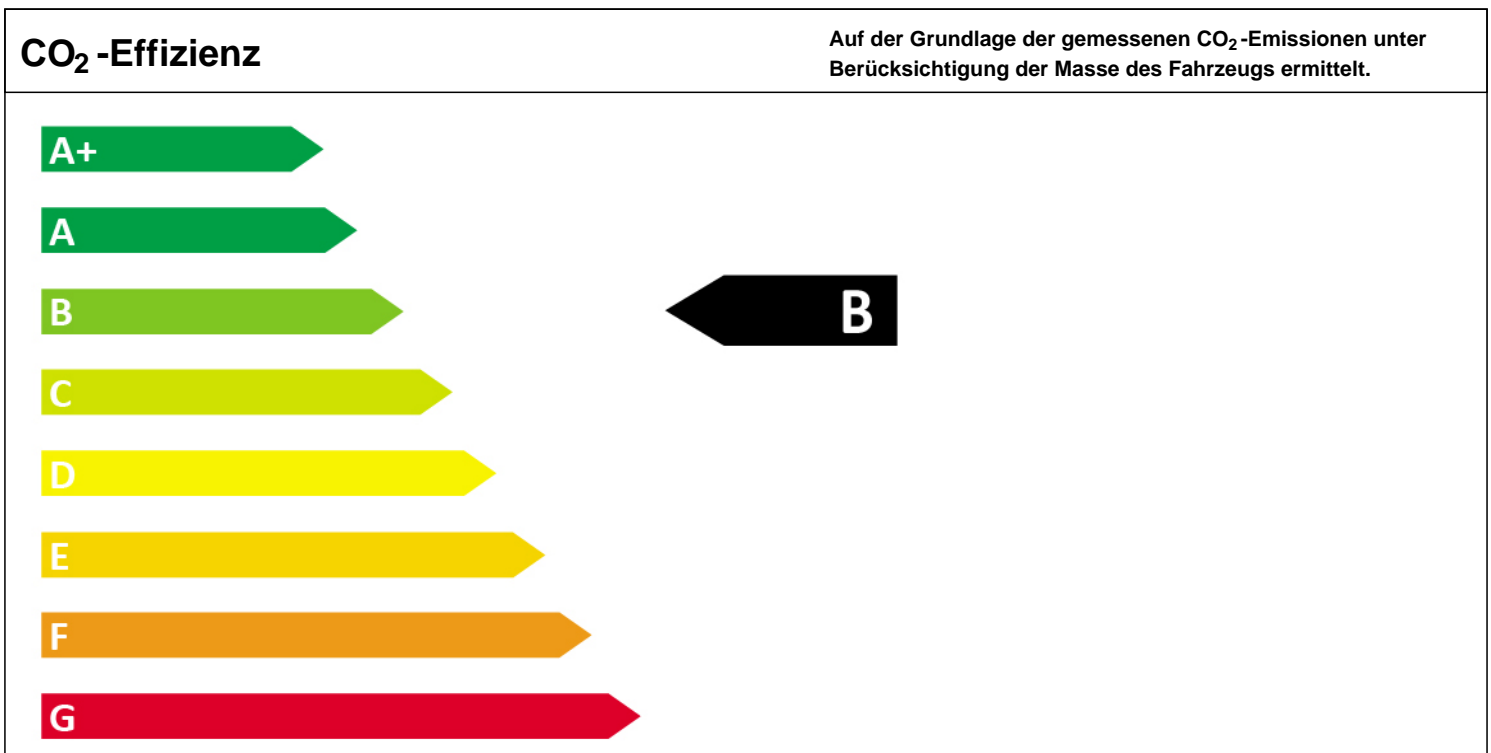 CO₂-Effizienz
Auf der Grundlage der gemessenen CO₂-Emissionen unter
Berücksichtigung der Masse des Fahrzeugs ermittelt.
A+
A
B
B
C
D
E
F
G